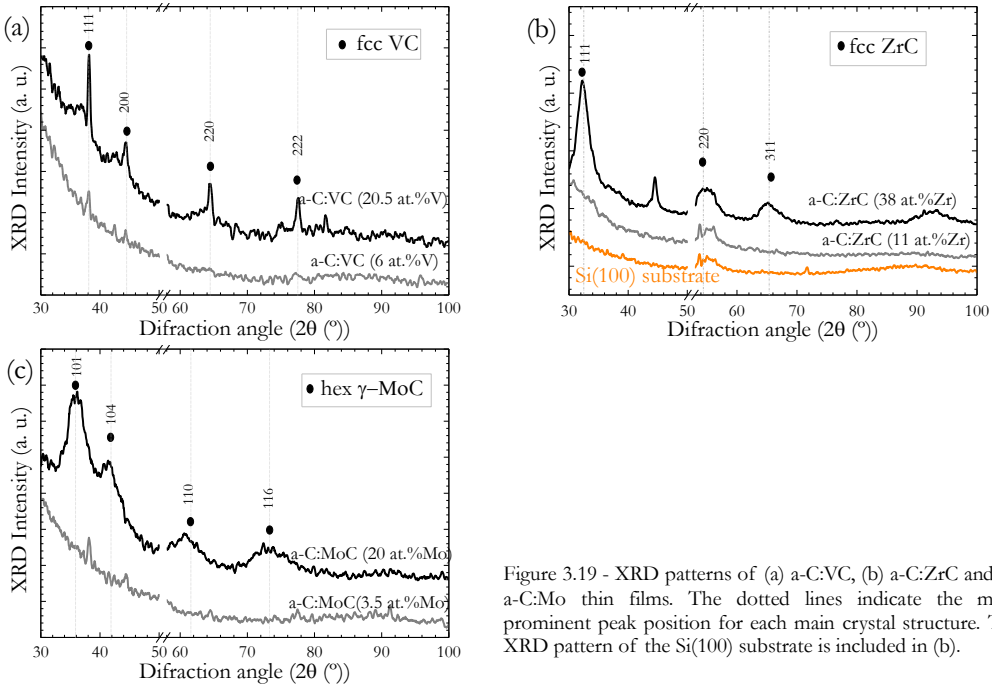 (a)
fcc VC
111
200
220
222
a-C:VC (20.5 at.%V)
a-C:VC (6 at.%V)
XRD Intensity (a. u.)
30 40 50 60 70 80 90 100
Difraction angle (2θ (º))
(b)
fcc ZrC
111
220
311
a-C:ZrC (38 at.%Zr)
a-C:ZrC (11 at.%Zr)
Si(100) substrate
XRD Intensity (a. u.)
30 40 50 60 70 80 90 100
Difraction angle (2θ (º))
(c)
hex γ–MoC
101
104
110
116
a-C:MoC (20 at.%Mo)
a-C:MoC(3.5 at.%Mo)
XRD Intensity (a. u.)
30 40 50 60 70 80 90 100
Difraction angle (2θ (º))
Figure 3.19 - XRD patterns of (a) a-C:VC, (b) a-C:ZrC and
a-C:Mo thin films. The dotted lines indicate the
prominent peak position for each main crystal structure.
XRD pattern of the Si(100) substrate is included in (b).